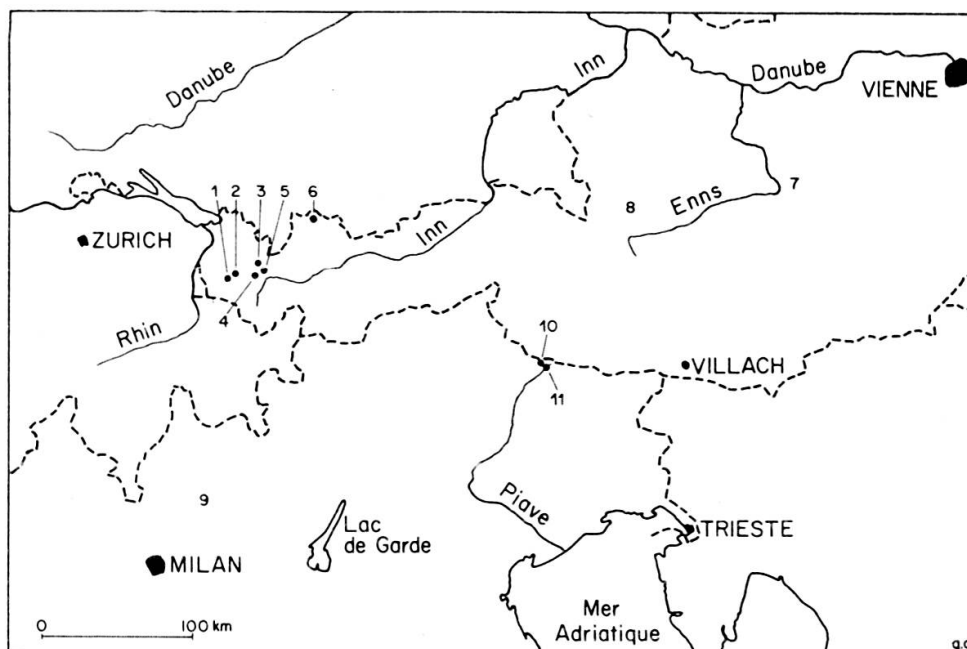 Danube
Inn
Danube
VIENNE
1 2 3 5 6
7
8
Enns
ZURICH
Inn
4
Rhin
10
VILLACH
11
9
Piave
Lac
de Garde
TRIESTE
MILAN
Mer
Adriatique
0 100 km